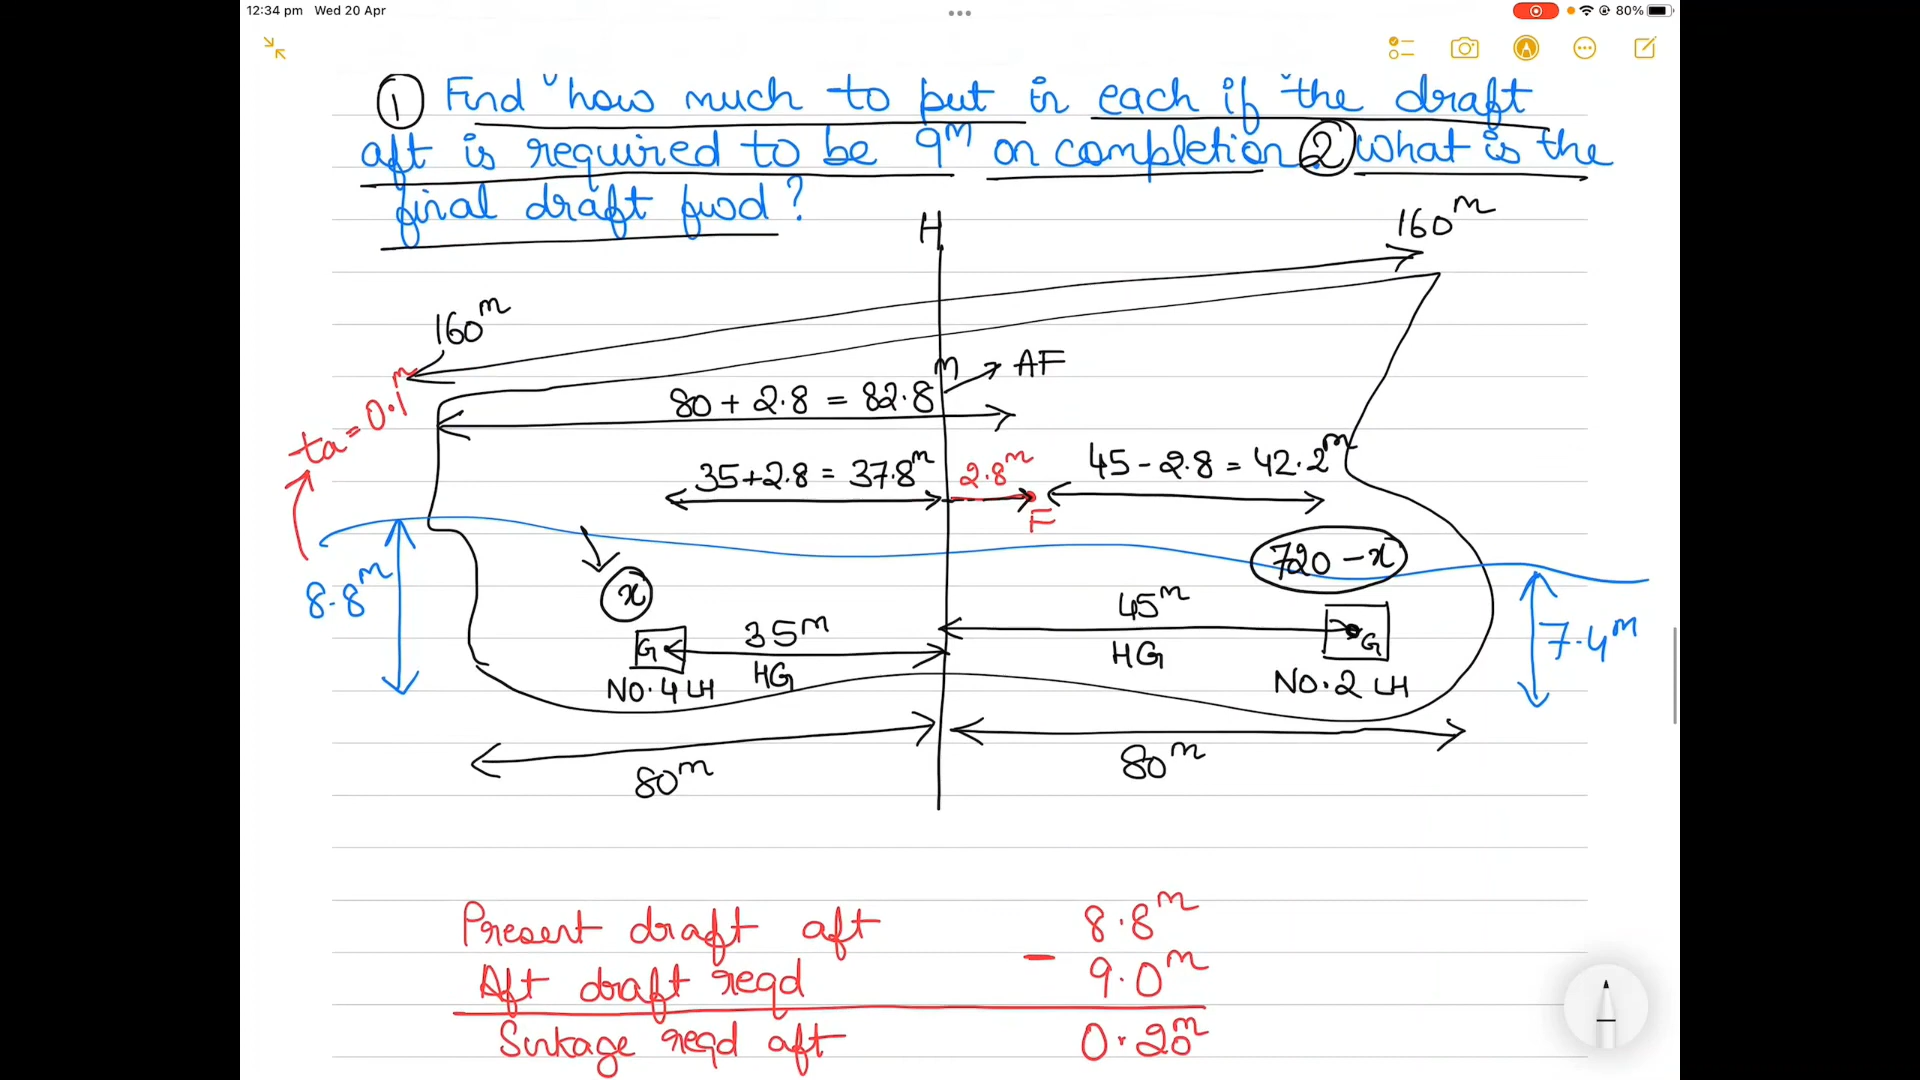 12:34 pm Wed 20 Apr
80%
① Find how much to put in each if the draft
aft is required to be 9m on completion. ② What is the
final draft fwd?
H
160m
160m
AF
ta = 0.1m
80 + 2.8 = 82.8m
35+2.8 = 37.8m
2.8m
45-2.8 = 42.2m
F
720-x
8.8m
x
45m
7.4m
G
35m
G
HG
HG
NO.4 LH
NO.2 LH
80m
80m
Present draft aft 8.8m
Aft draft reqd - 9.0m
Sinkage reqd aft 0.20m